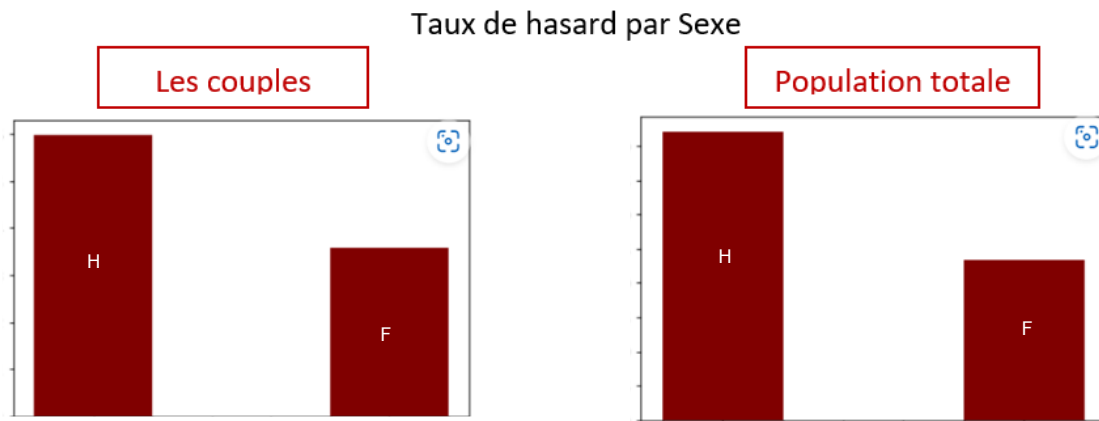 Taux de hasard par Sexe
Les couples
Population totale
H
F
H
F